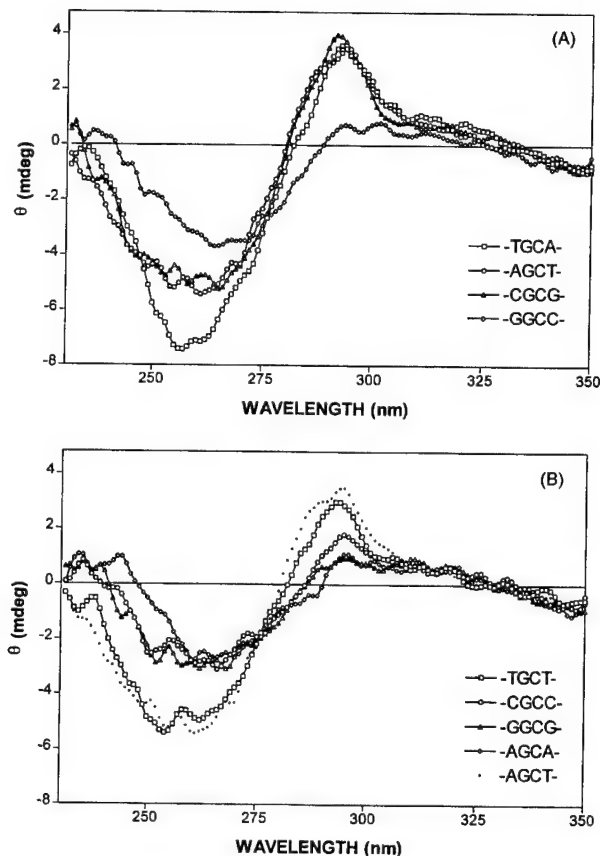 (A)
4
2
0
-2
-4
-6
-8
θ (mdeg)
-TGCA-
-AGCT-
-CGCG-
-GGCC-
250 275 300 325 350
WAVELENGTH (nm)
(B)
4
2
0
-2
-4
-6
-8
θ (mdeg)
-TGCT-
-CGCC-
-GGCG-
-AGCA-
-AGCT-
250 275 300 325 350
WAVELENGTH (nm)